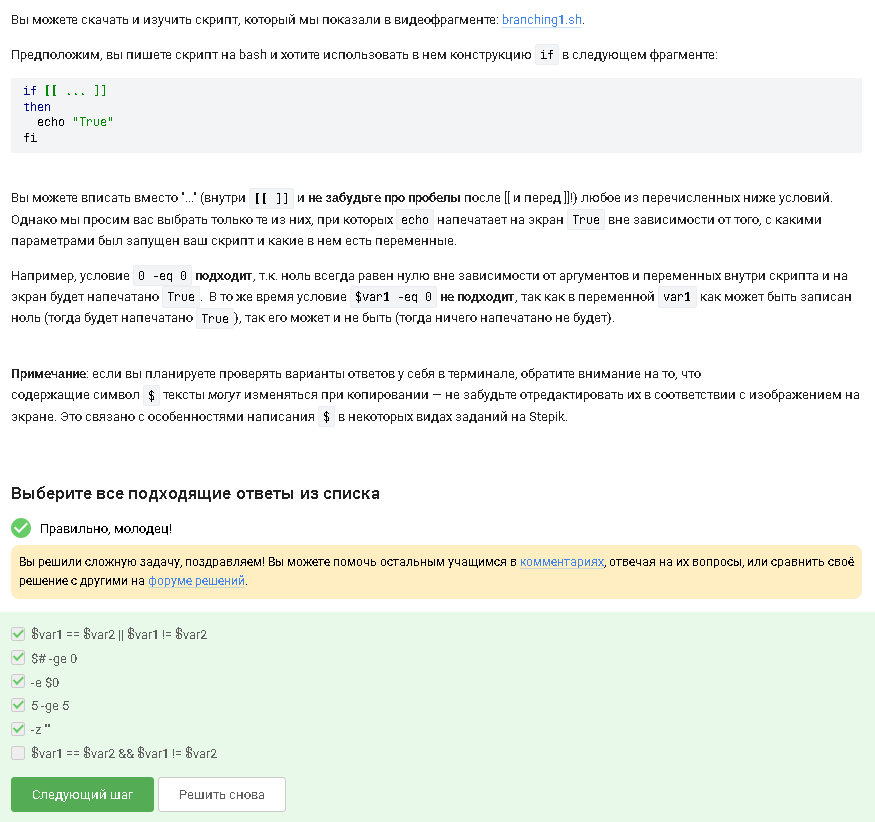 Вы можете скачать и изучить скрипт, который мы показали в видеофрагменте: branching1.sh.
Предположим, вы пишете скрипт на bash и хотите использовать в нем конструкцию if в следующем фрагменте:
if [[ ... ]]
then
  echo "True"
fi
Вы можете вписать вместо "..." (внутри [[ ]] и не забудьте про пробелы после [[ и перед ]]!) любое из перечисленных ниже условий.
Однако мы просим вас выбрать только те из них, при которых echo напечатает на экран True вне зависимости от того, с какими
параметрами был запущен ваш скрипт и какие в нем есть переменные.
Например, условие 0 -eq 0 подходит, т.к. ноль всегда равен нулю вне зависимости от аргументов и переменных внутри скрипта и на
экран будет напечатано True . В то же время условие $var1 -eq 0 не подходит, так как в переменной var1 как может быть записан
ноль (тогда будет напечатано True ), так его может и не быть (тогда ничего напечатано не будет).
Примечание: если вы планируете проверять варианты ответов у себя в терминале, обратите внимание на то, что
содержащие символ $ тексты могут изменяться при копировании — не забудьте отредактировать их в соответствии с изображением на
экране. Это связано с особенностями написания $ в некоторых видах заданий на Stepik.
Выберите все подходящие ответы из списка
Правильно, молодец!
Вы решили сложную задачу, поздравляем! Вы можете помочь остальным учащимся в комментариях, отвечая на их вопросы, или сравнить своё
решение с другими на форуме решений.
$var1 == $var2 || $var1 != $var2
$# -ge 0
-e $0
5 -ge 5
-z ""
$var1 == $var2 && $var1 != $var2
Следующий шаг Решить снова